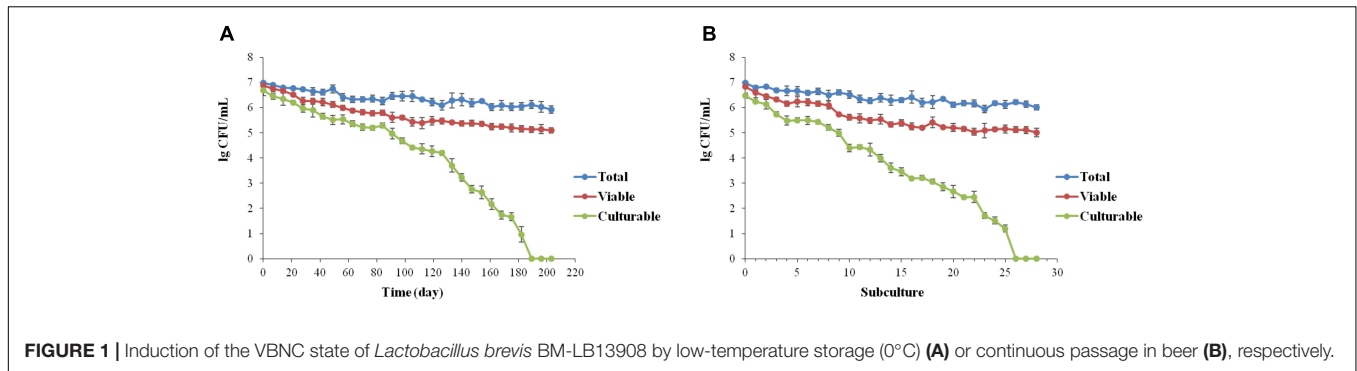 A
8
7
6
5
4
3
2
1
0
lg CFU/mL
0 20 40 60 80 100 120 140 160 180 200 220
Time (day)
Total
Viable
Culturable
B
8
7
6
5
4
3
2
1
0
lg CFU/mL
0 5 10 15 20 25 30
Subculture
Total
Viable
Culturable
FIGURE 1 | Induction of the VBNC state of Lactobacillus brevis BM-LB13908 by low-temperature storage (0°C) (A) or continuous passage in beer (B), respectively.